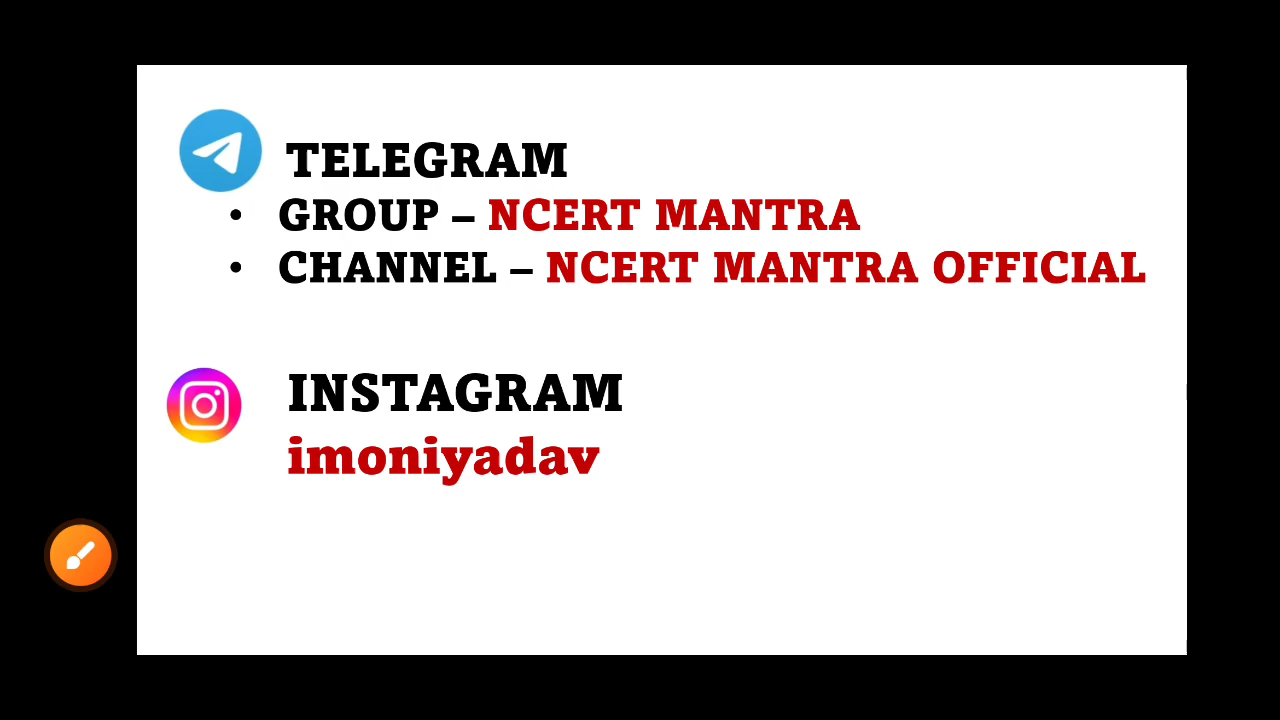 TELEGRAM
• GROUP – NCERT MANTRA
• CHANNEL – NCERT MANTRA OFFICIAL
INSTAGRAM
imoniyadav